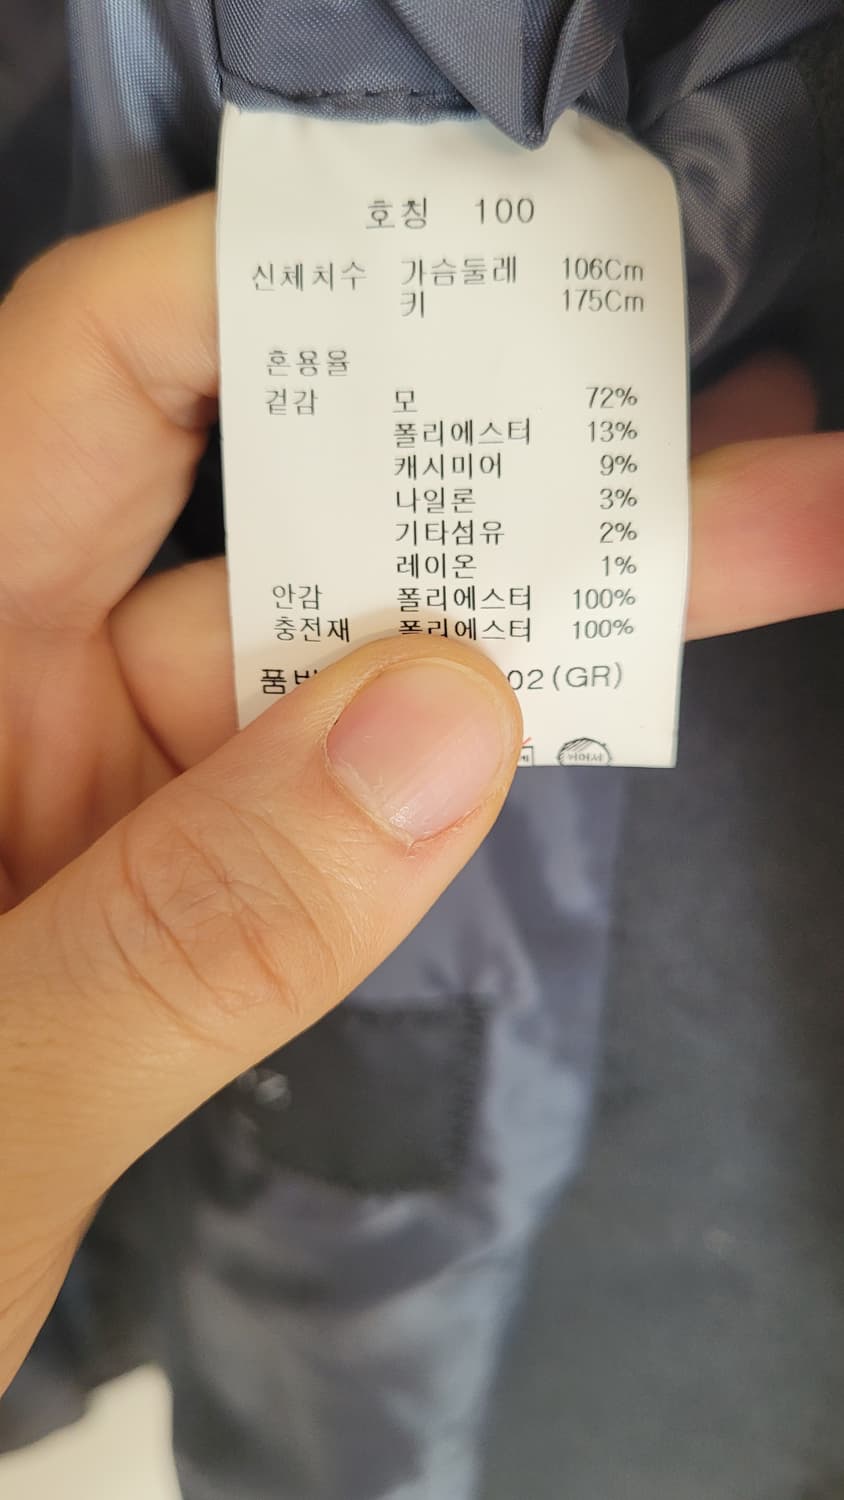 호칭 100
신체치수 가슴둘레 106Cm
키 175Cm
혼용율
겉감 모 72%
폴리에스터 13%
캐시미어 9%
나일론 3%
기타섬유 2%
레이온 1%
안감 폴리에스터 100%
충전재 폴리에스터 100%
02(GR)